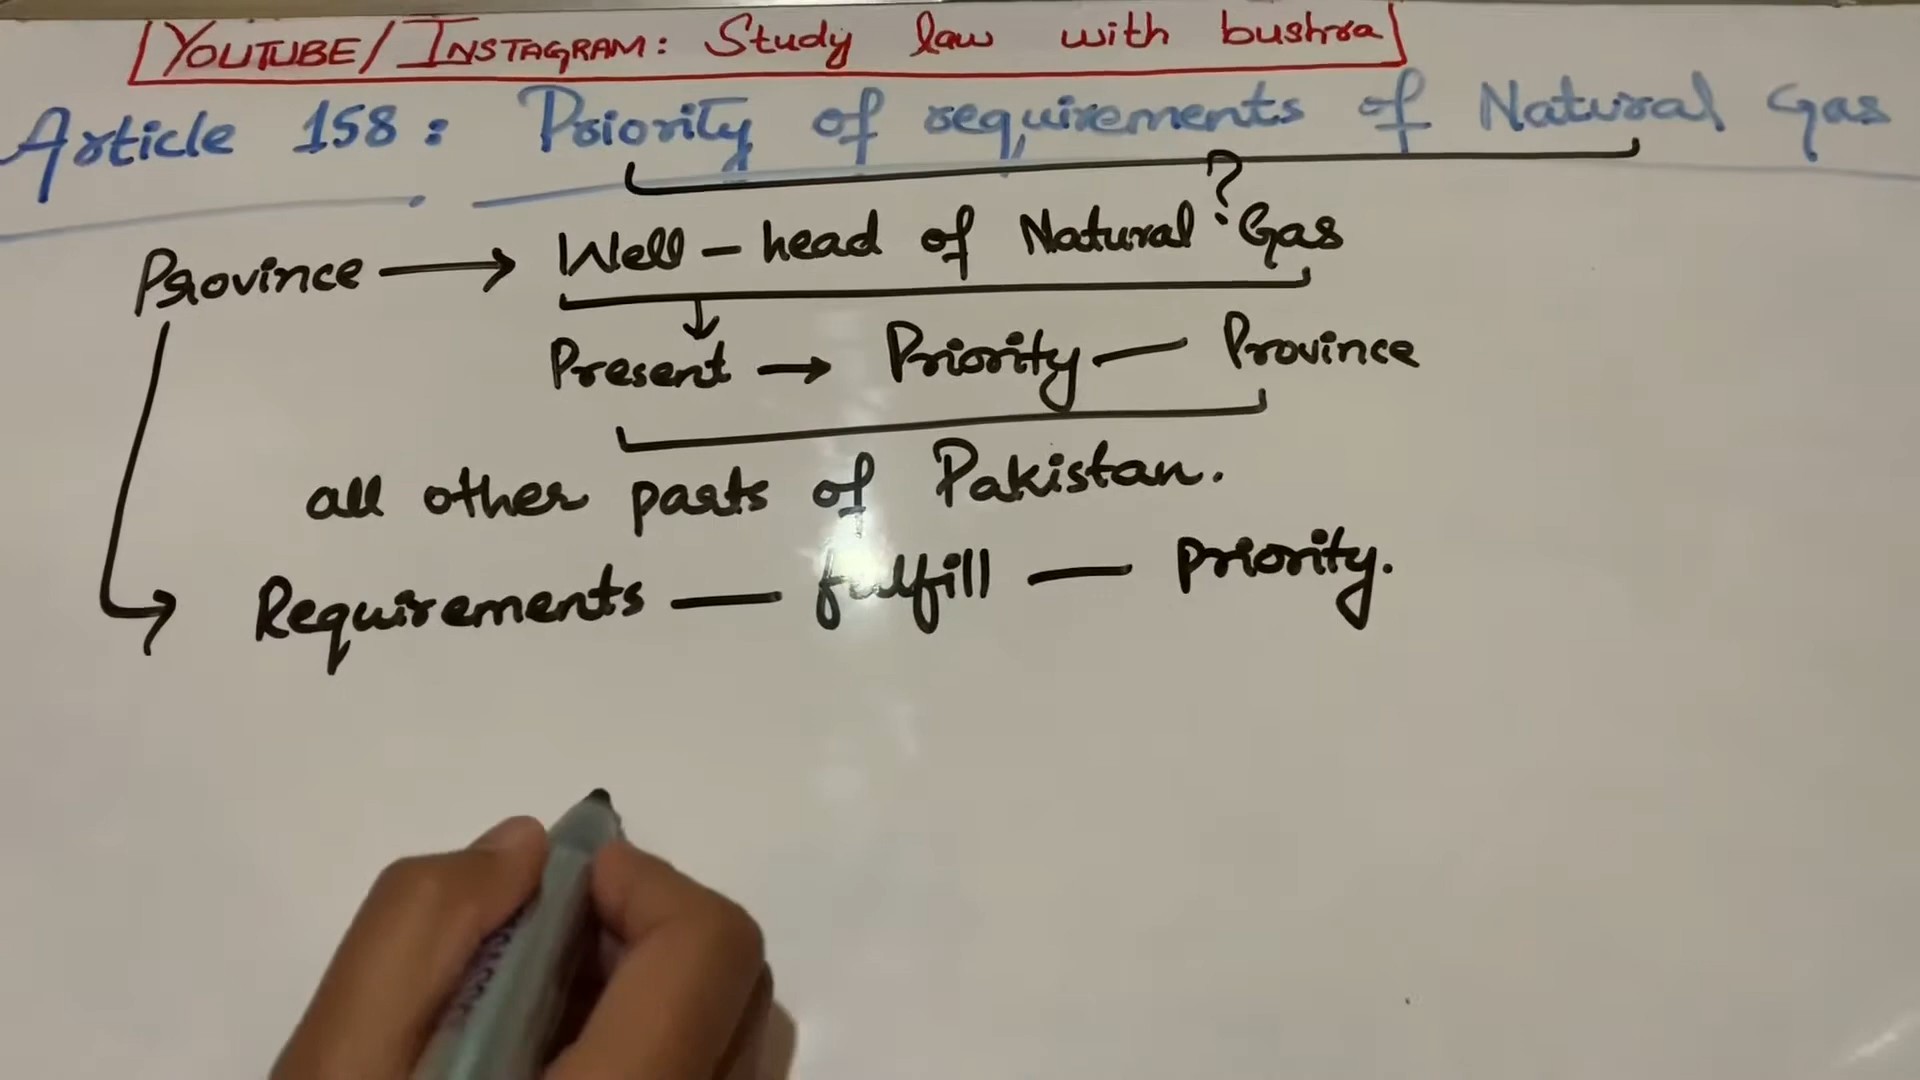 YOUTUBE/INSTAGRAM: Study law with bushra
Article 158: Priority of requirements of Natural Gas
Province → Well-head of Natural Gas
?
Present → Priority — Province
all other parts of Pakistan.
Requirements — fulfill — priority.